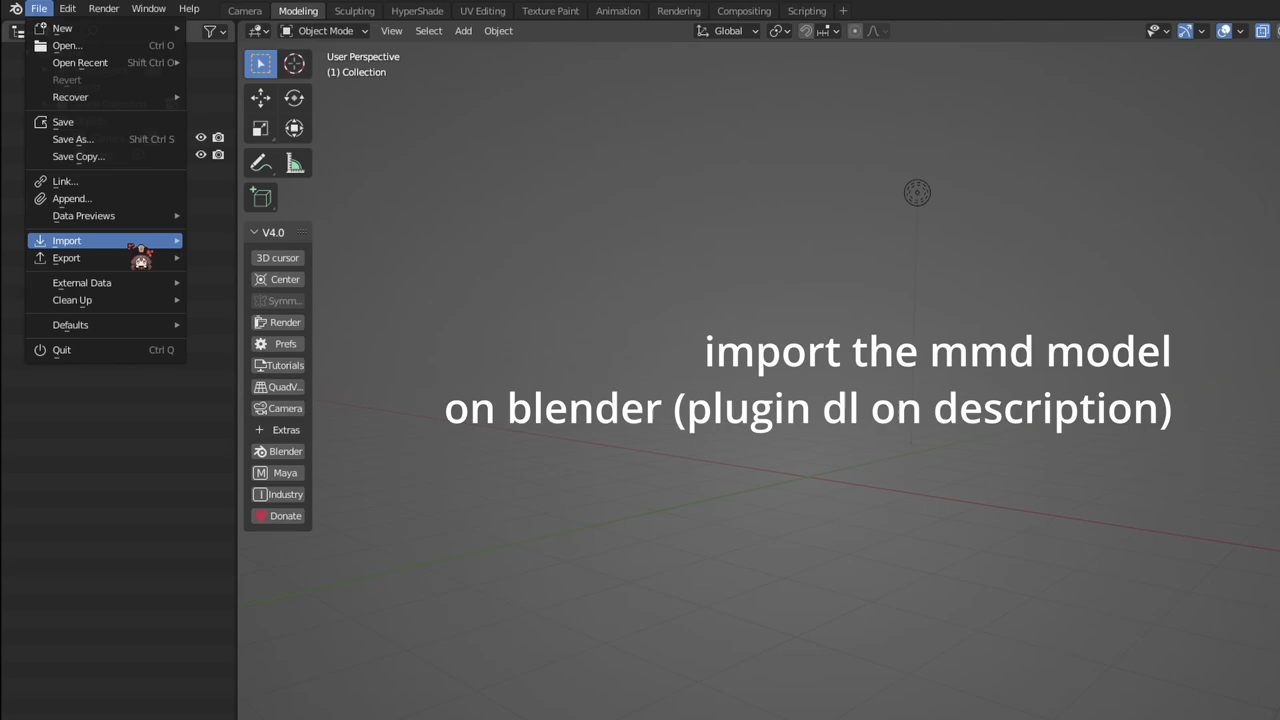 File Edit Render Window Help Camera Modeling Sculpting HyperShade UV Editing Texture Paint Animation Rendering Compositing Scripting +
Object Mode View Select Add Object Global
New
Open... Ctrl O
Open Recent Shift Ctrl O
Revert
Recover
Save
Save As... Shift Ctrl S
Save Copy...
Link...
Append...
Data Previews
Import
Export
External Data
Clean Up
Defaults
Quit Ctrl Q
User Perspective
(1) Collection
V4.0
3D cursor
Center
Symm...
Render
Prefs
Tutorials
QuadV...
Camera
+ Extras
Blender
M Maya
I Industry
Donate
import the mmd model
on blender (plugin dl on description)